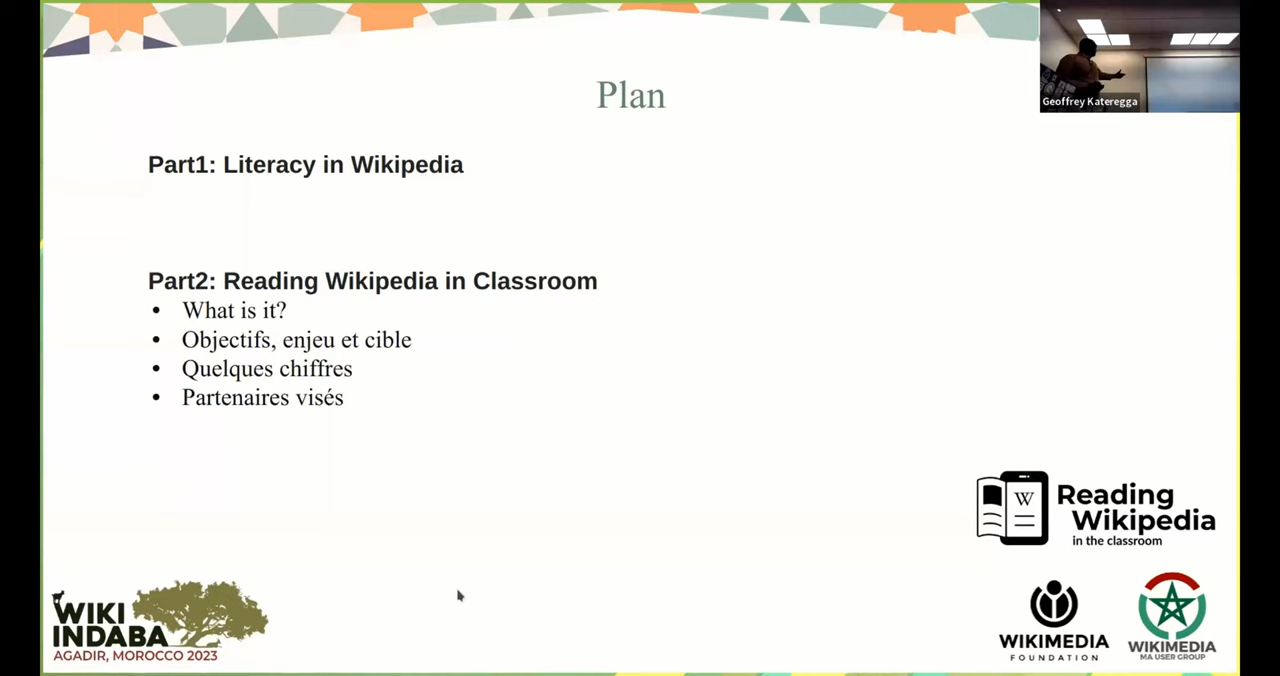 Plan
Geoffrey Kateregga
Part1: Literacy in Wikipedia
Part2: Reading Wikipedia in Classroom
• What is it?
• Objectifs, enjeu et cible
• Quelques chiffres
• Partenaires visés
W
Reading
Wikipedia
in the classroom
WIKI
INDABA
AGADIR, MOROCCO 2023
WIKIMEDIA
FOUNDATION
WIKIMEDIA
MA USER GROUP